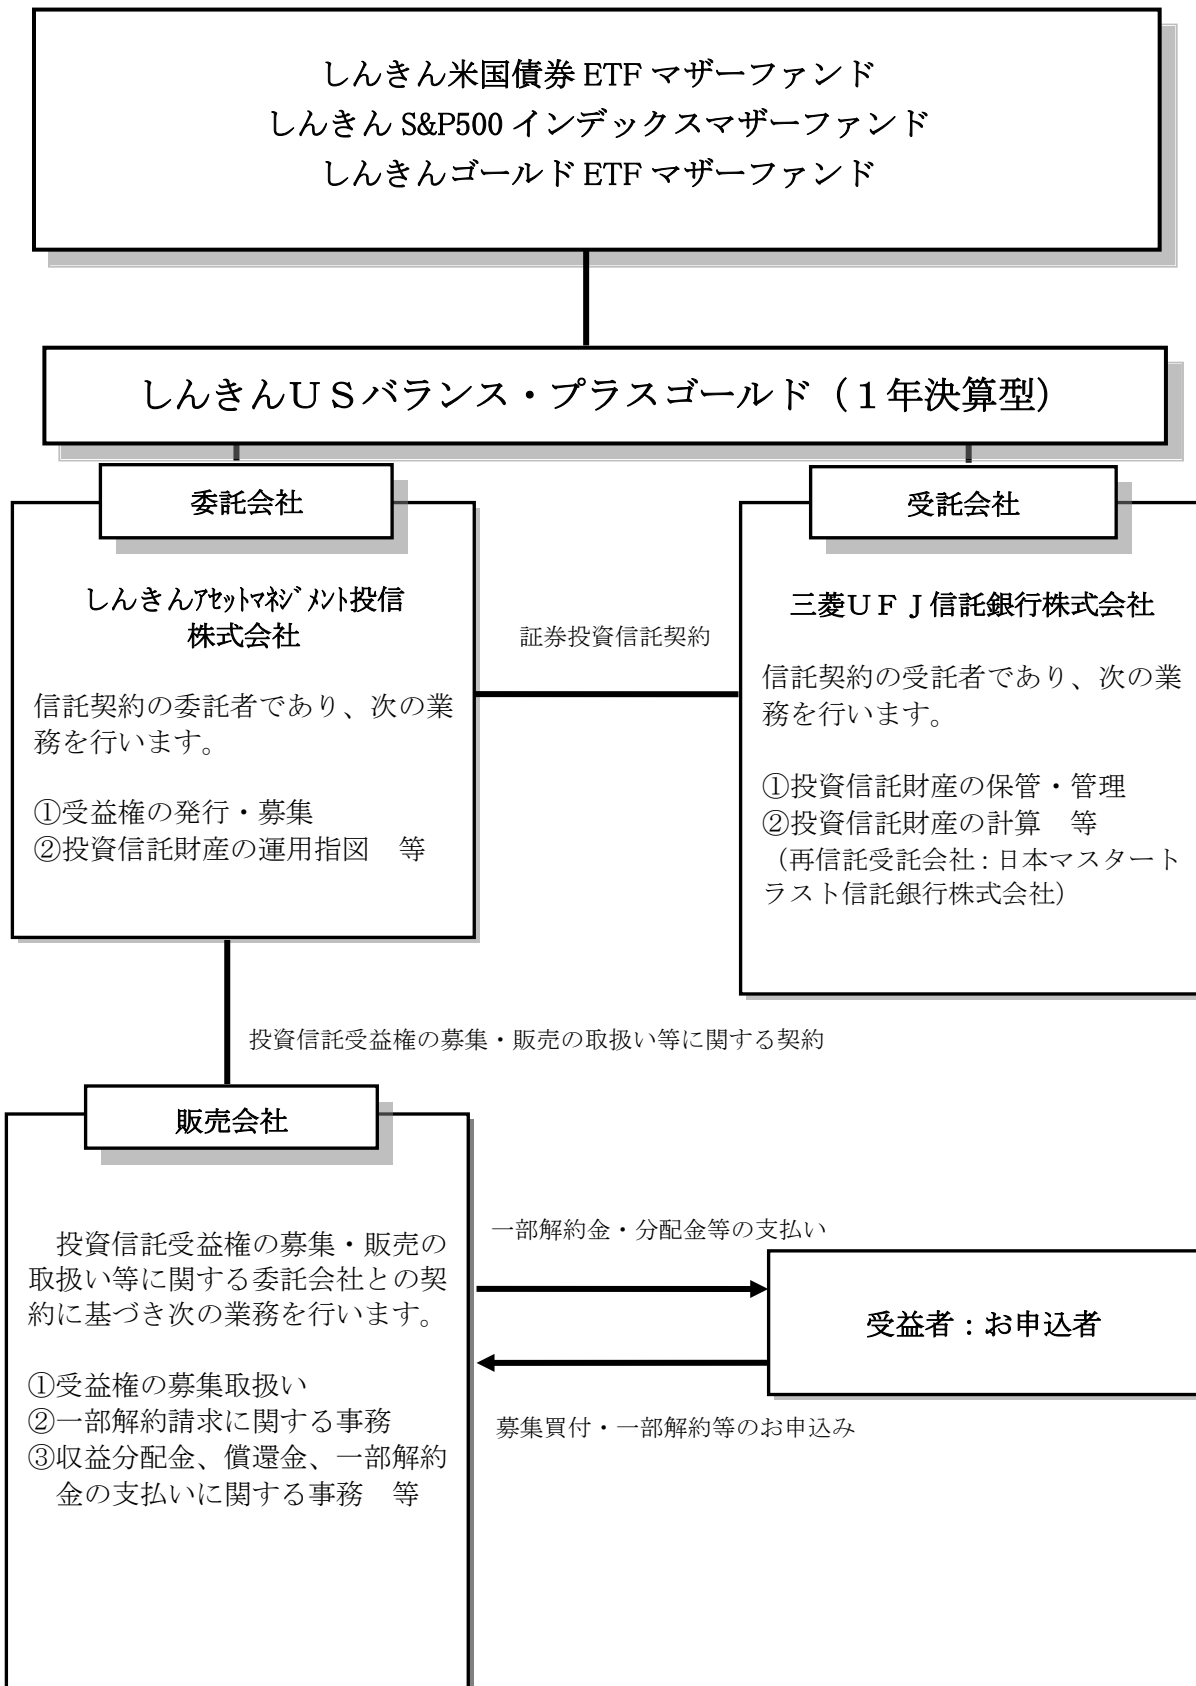 しんきん米国債券 ETF マザーファンド
しんきん S&P500 インデックスマザーファンド
しんきんゴールド ETF マザーファンド
しんきんＵＳバランス・プラスゴールド（１年決算型）
委託会社
しんきんｱｾｯﾄﾏﾈｼﾞﾒﾝﾄ投信
株式会社
信託契約の委託者であり、次の業
務を行います。
①受益権の発行・募集
②投資信託財産の運用指図　等
証券投資信託契約
受託会社
三菱ＵＦＪ信託銀行株式会社
信託契約の受託者であり、次の業
務を行います。
①投資信託財産の保管・管理
②投資信託財産の計算　等
（再信託受託会社：日本マスタート
ラスト信託銀行株式会社）
投資信託受益権の募集・販売の取扱い等に関する契約
販売会社
投資信託受益権の募集・販売の
取扱い等に関する委託会社との契
約に基づき次の業務を行います。
①受益権の募集取扱い
②一部解約請求に関する事務
③収益分配金、償還金、一部解約
金の支払いに関する事務　等
一部解約金・分配金等の支払い
受益者：お申込者
募集買付・一部解約等のお申込み